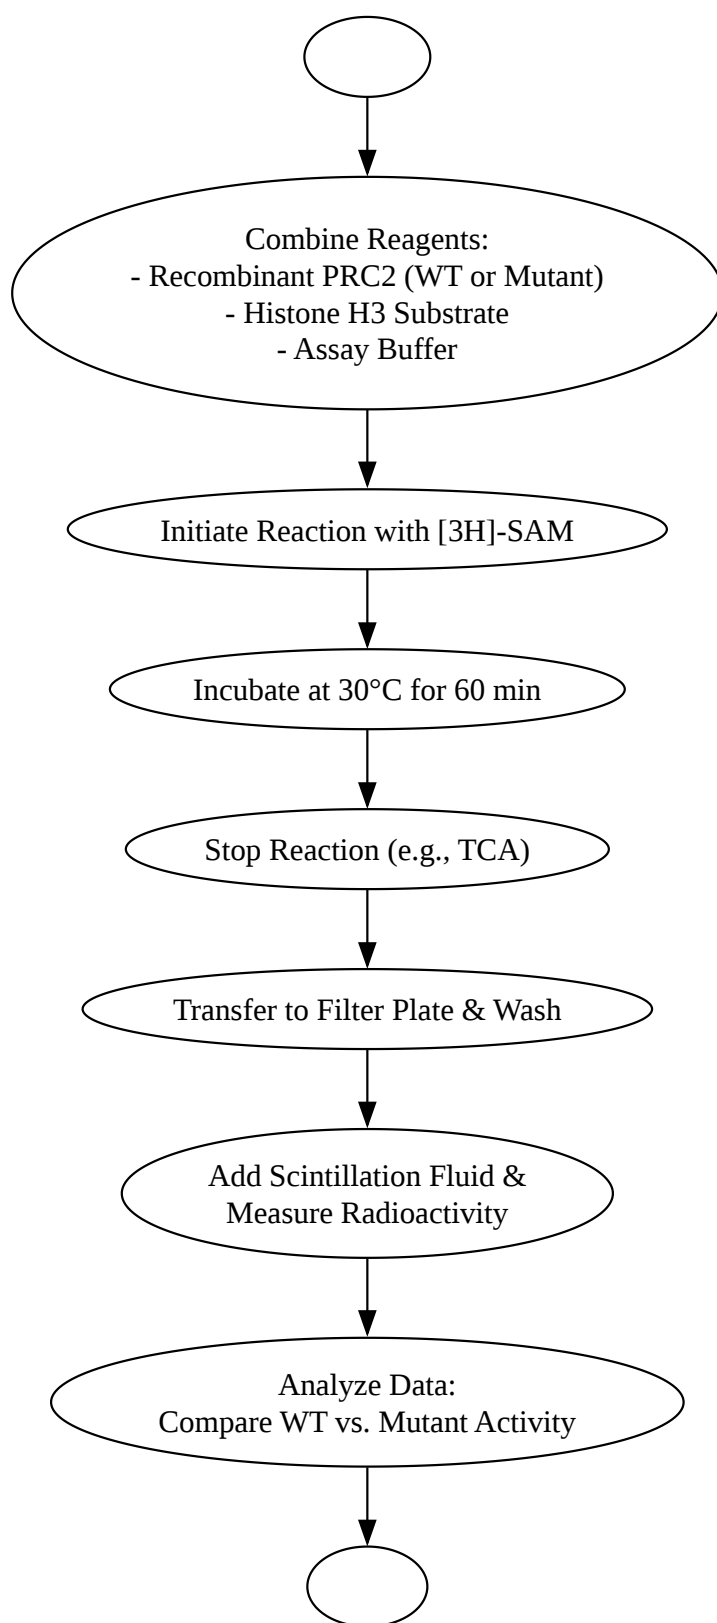 Combine Reagents:
- Recombinant PRC2 (WT or Mutant)
- Histone H3 Substrate
- Assay Buffer
Initiate Reaction with [3H]-SAM
Incubate at 30°C for 60 min
Stop Reaction (e.g., TCA)
Transfer to Filter Plate & Wash
Add Scintillation Fluid &
Measure Radioactivity
Analyze Data:
Compare WT vs. Mutant Activity